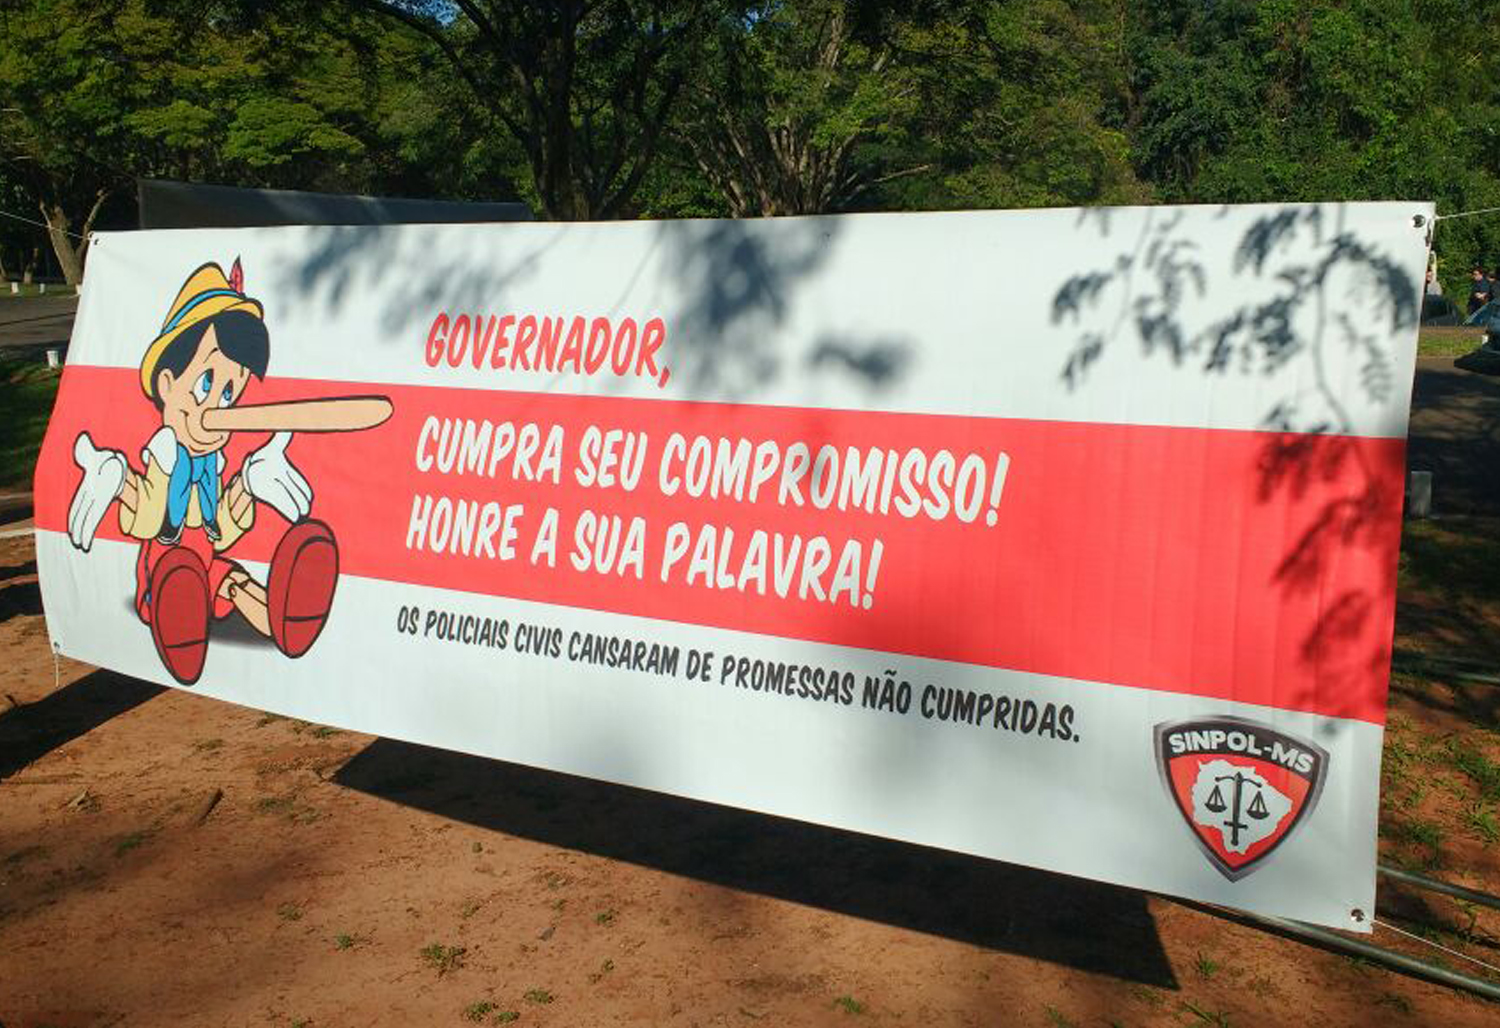 GOVERNADOR,
CUMPRA SEU COMPROMISSO!
HONRE A SUA PALAVRA!
OS POLICIAIS CIVIS CANSARAM DE PROMESSAS NÃO CUMPRIDAS.
SINPOL-MS